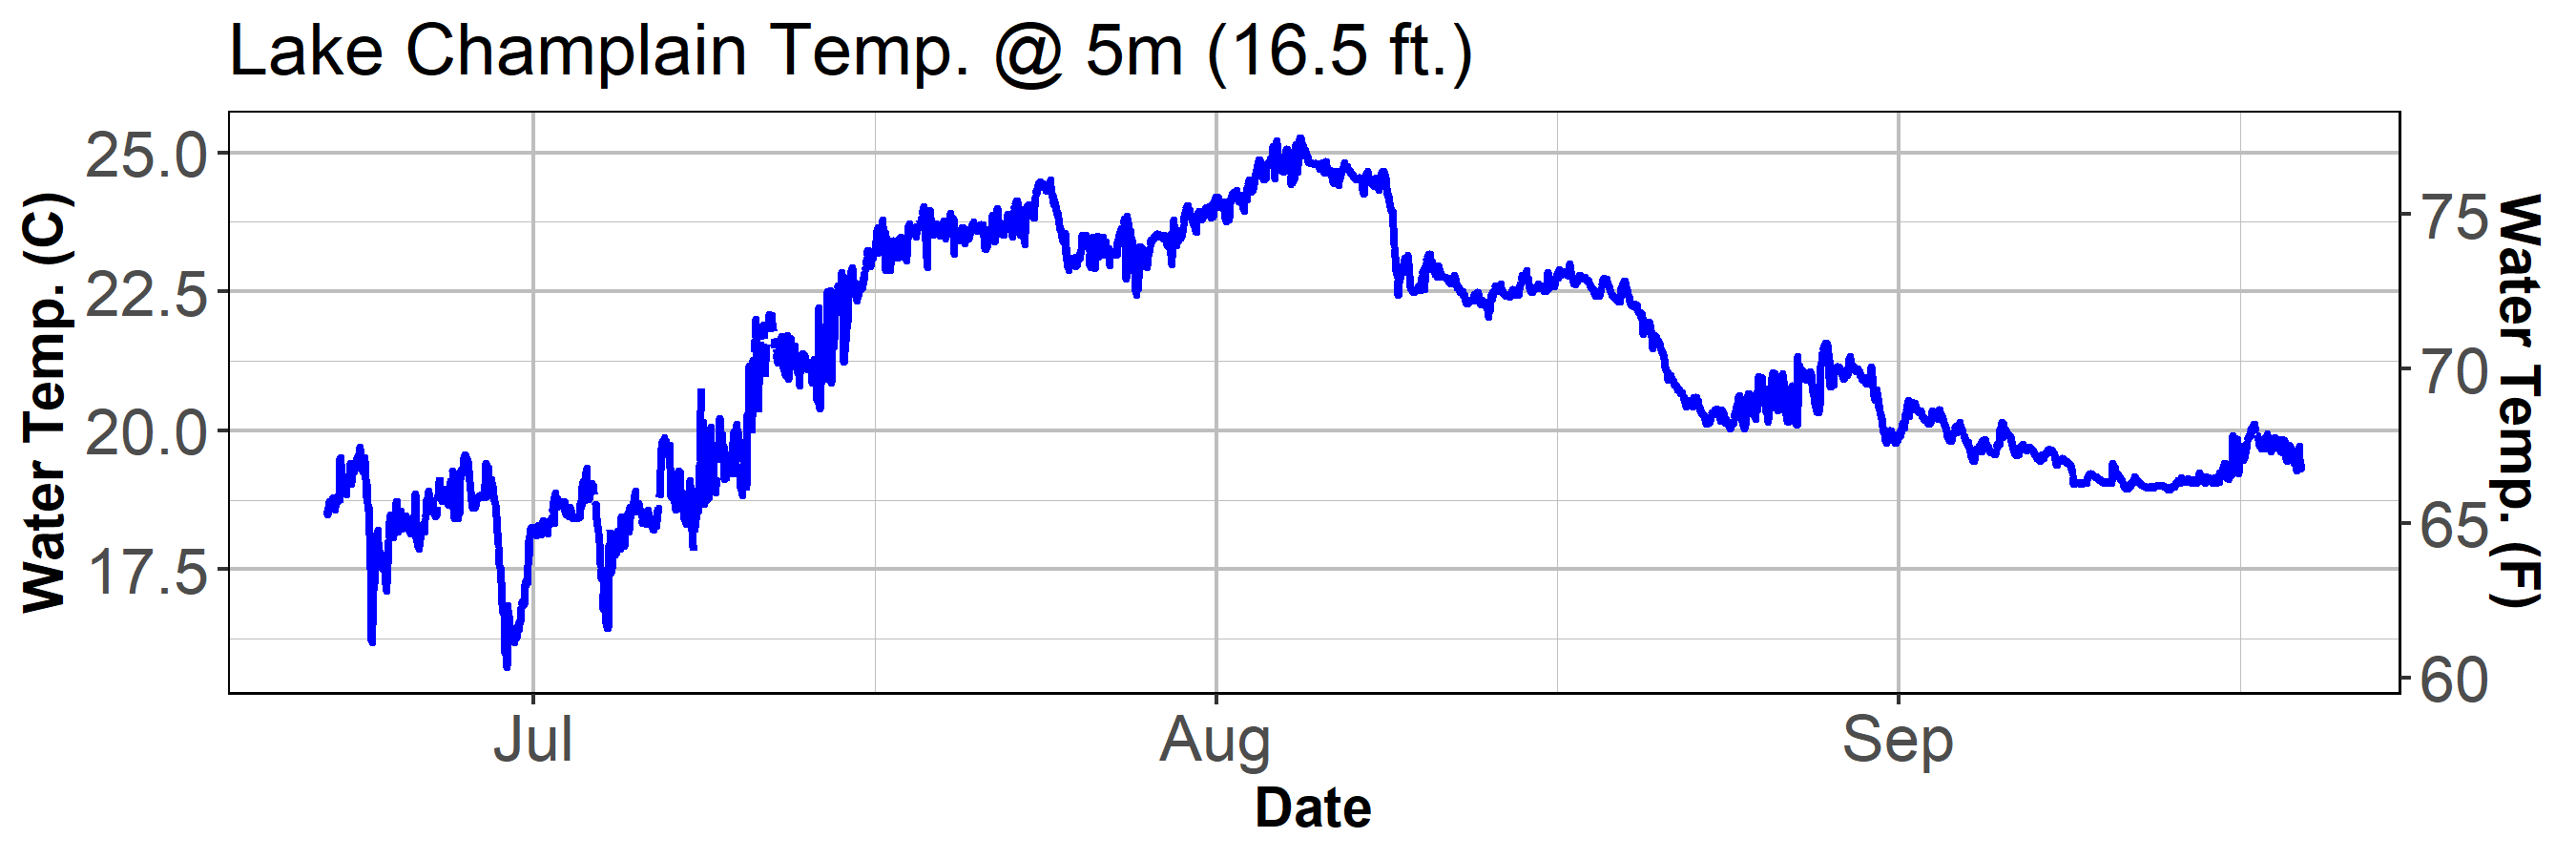 Lake Champlain Temp. @ 5m (16.5 ft.)
Water Temp. (C)
25.0
22.5
20.0
17.5
75
70
65
60
Water Temp. (F)
Jul
Aug
Sep
Date